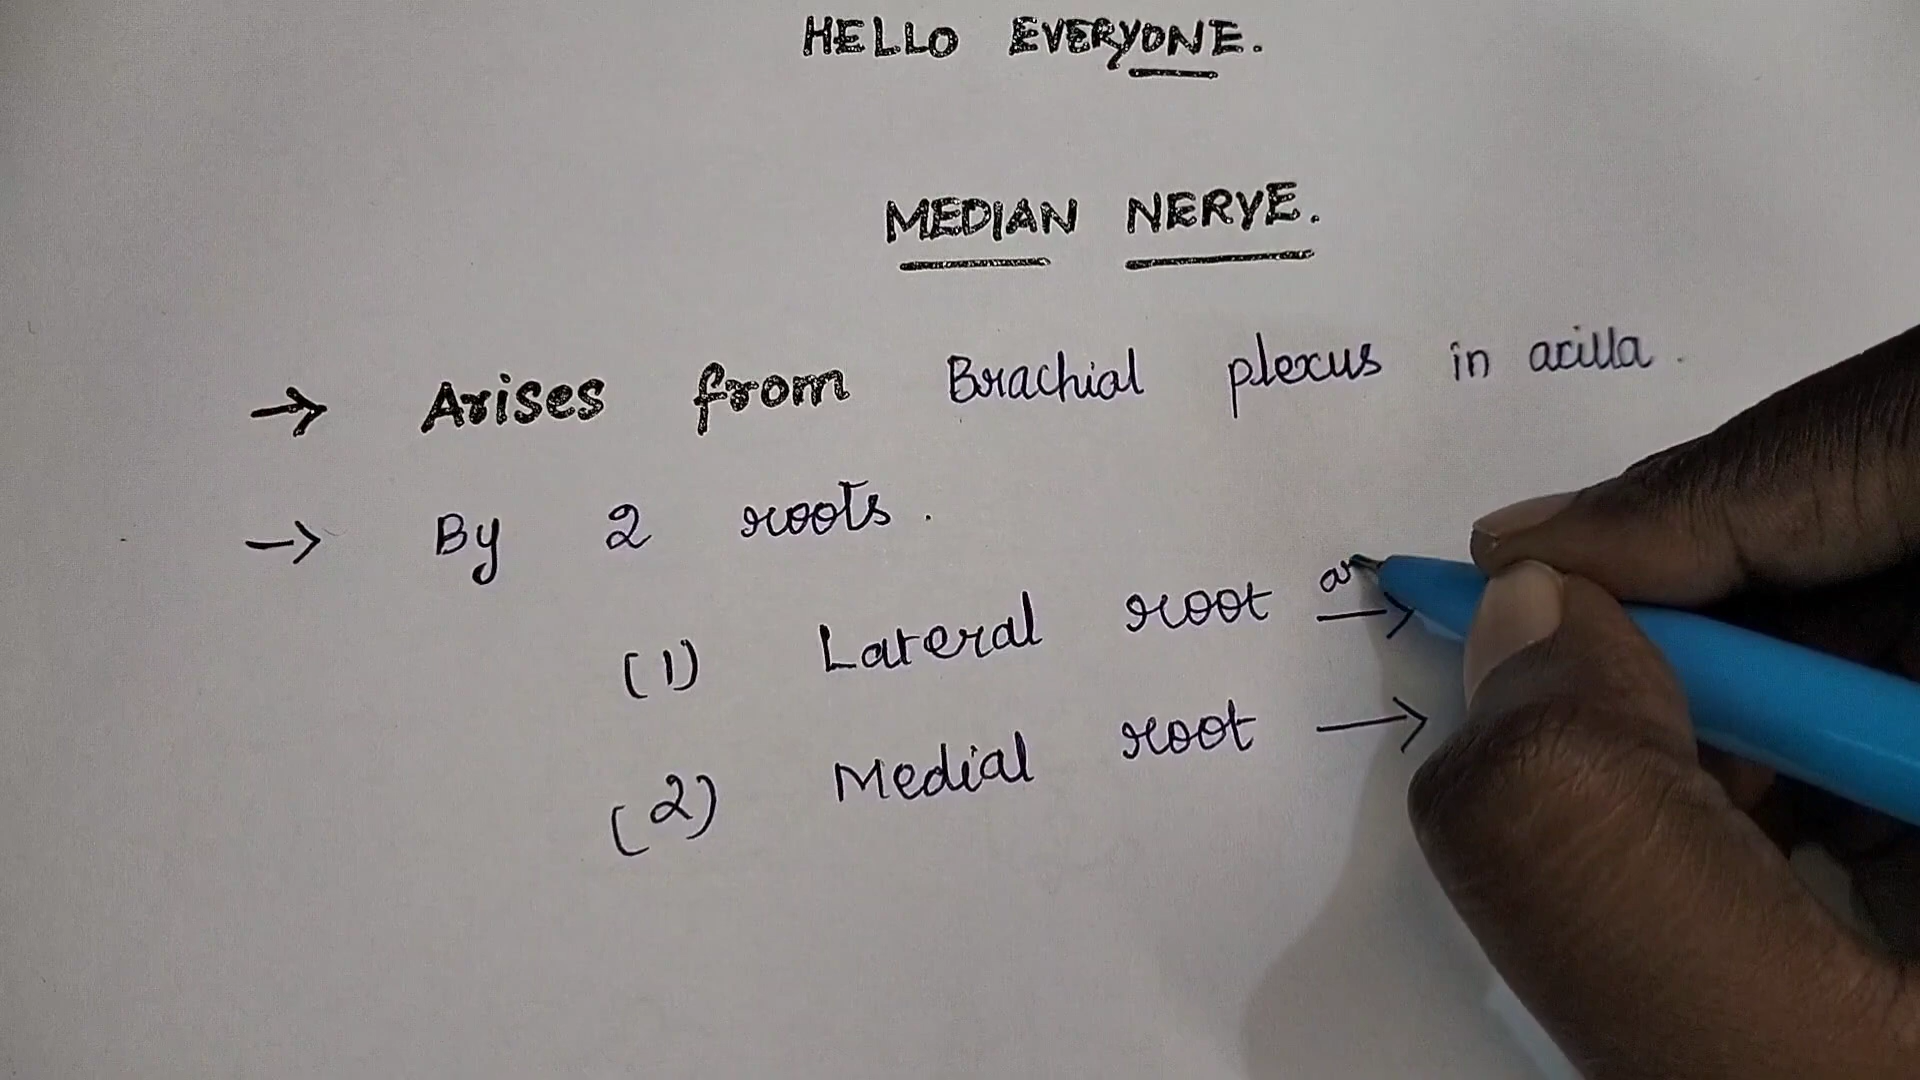 HELLO EVERYONE.
MEDIAN NERVE.
→ Arises from Brachial plexus in axilla.
→ By 2 roots.
(1) Lateral root → ar
(2) Medial root →